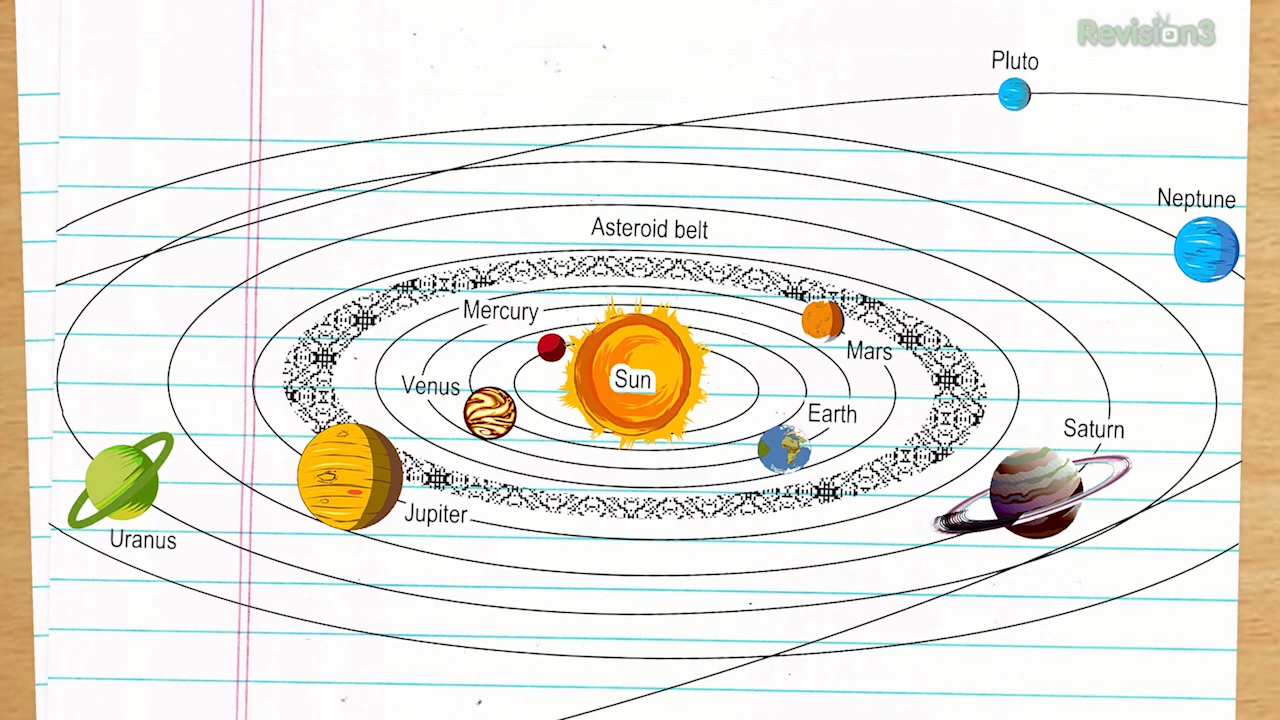 Revision3
Pluto
Neptune
Asteroid belt
Mercury
Mars
Sun
Venus
Earth
Saturn
Jupiter
Uranus